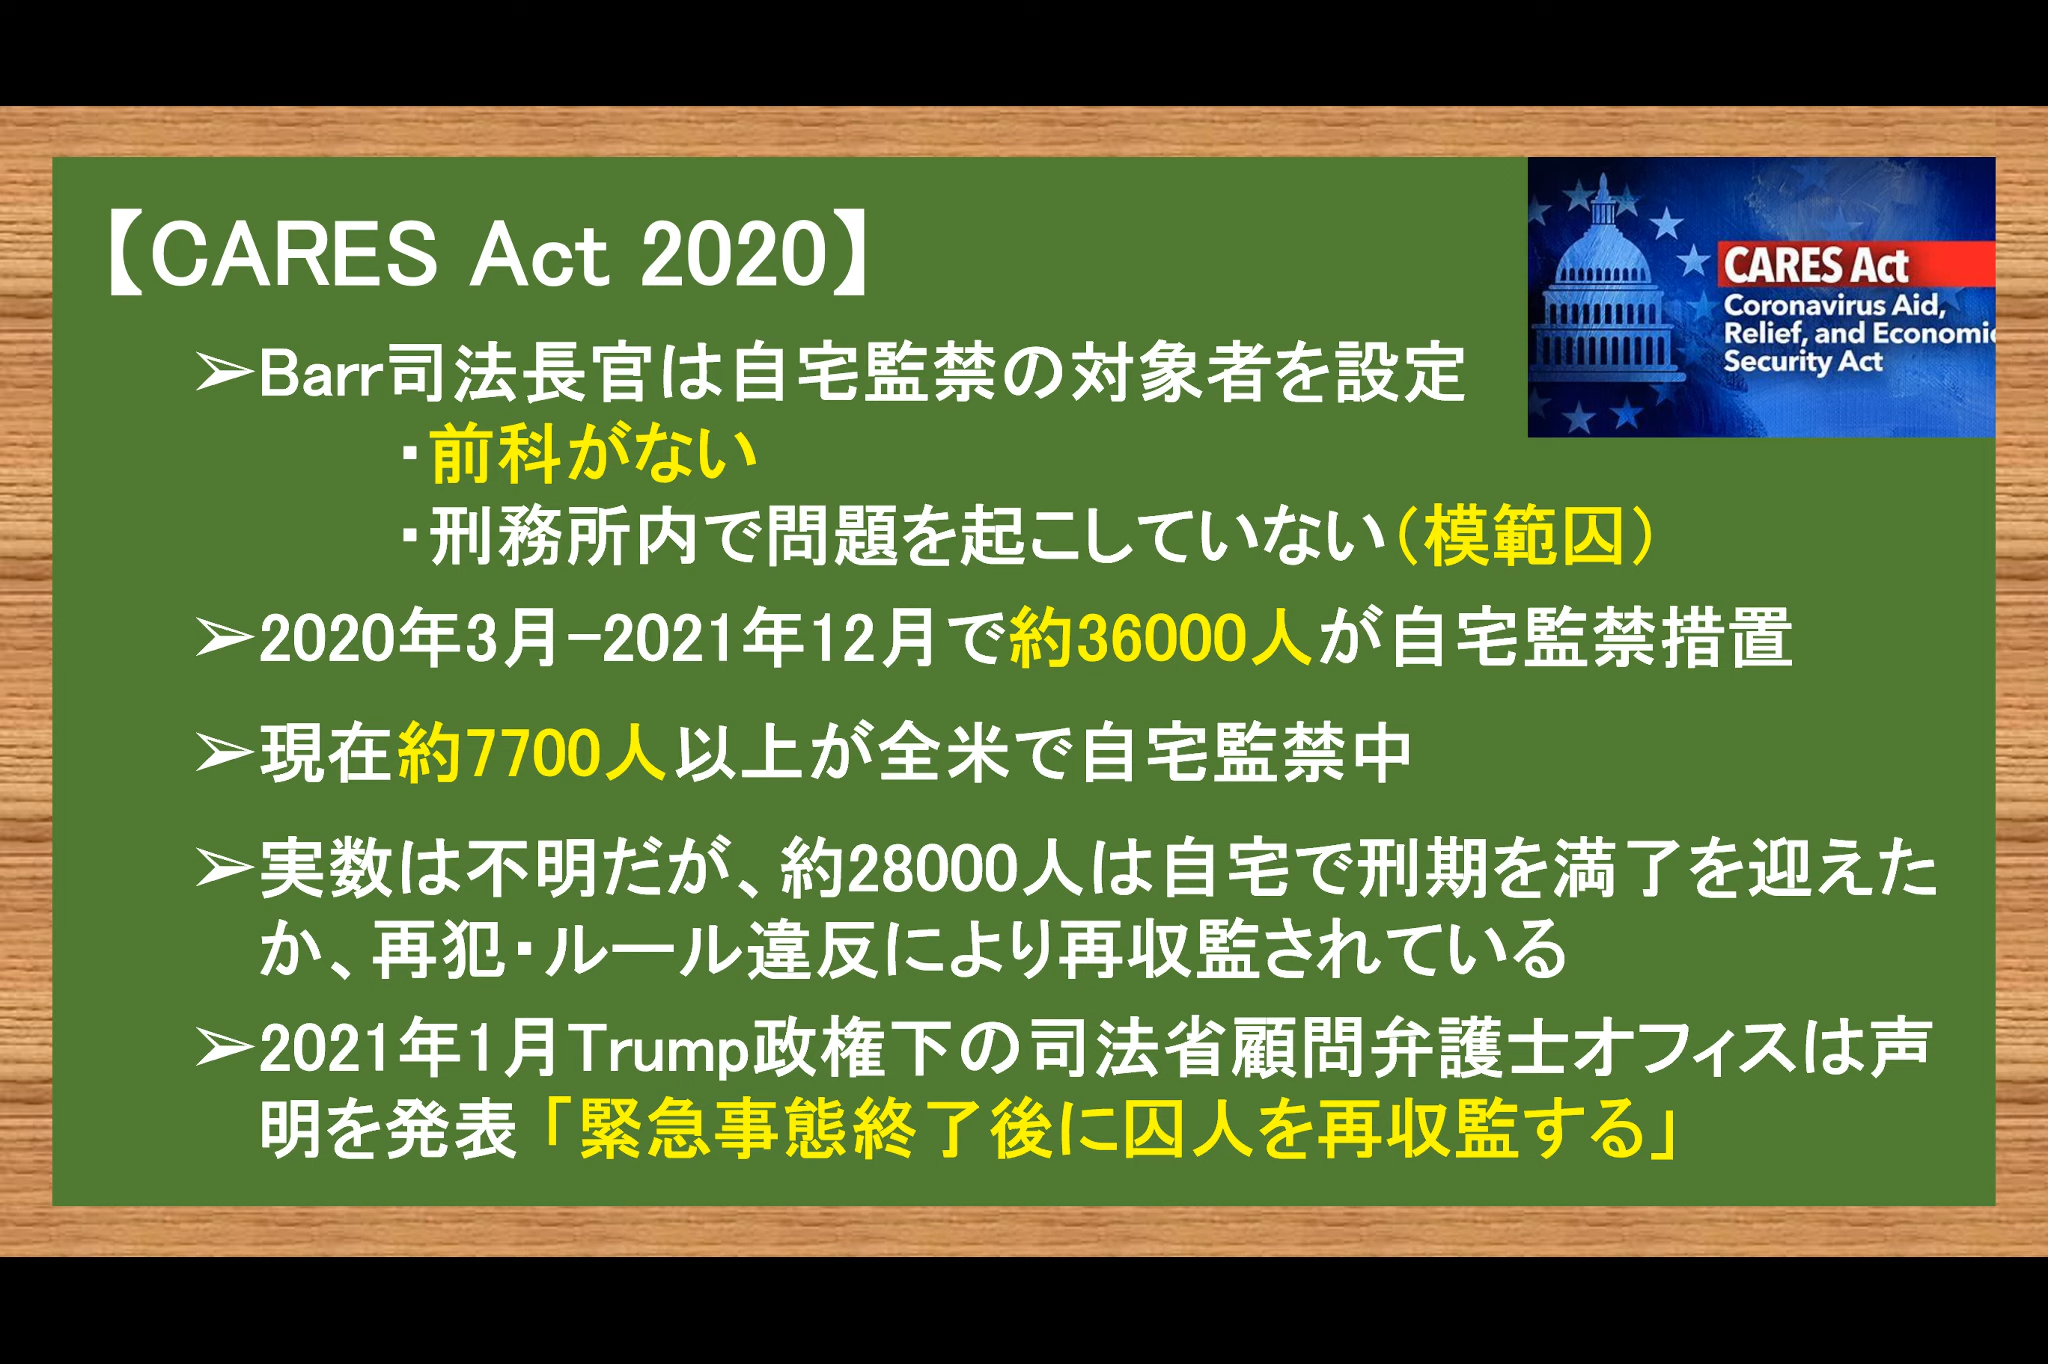 【CARES Act 2020】
CARES Act
Coronavirus Aid,
Relief, and Economic
Security Act
➢Barr司法長官は自宅監禁の対象者を設定
・前科がない
・刑務所内で問題を起こしていない（模範囚）
➢2020年3月-2021年12月で約36000人が自宅監禁措置
➢現在約7700人以上が全米で自宅監禁中
➢実数は不明だが、約28000人は自宅で刑期を満了を迎えた
か、再犯・ルール違反により再収監されている
➢2021年1月Trump政権下の司法省顧問弁護士オフィスは声
明を発表「緊急事態終了後に囚人を再収監する」